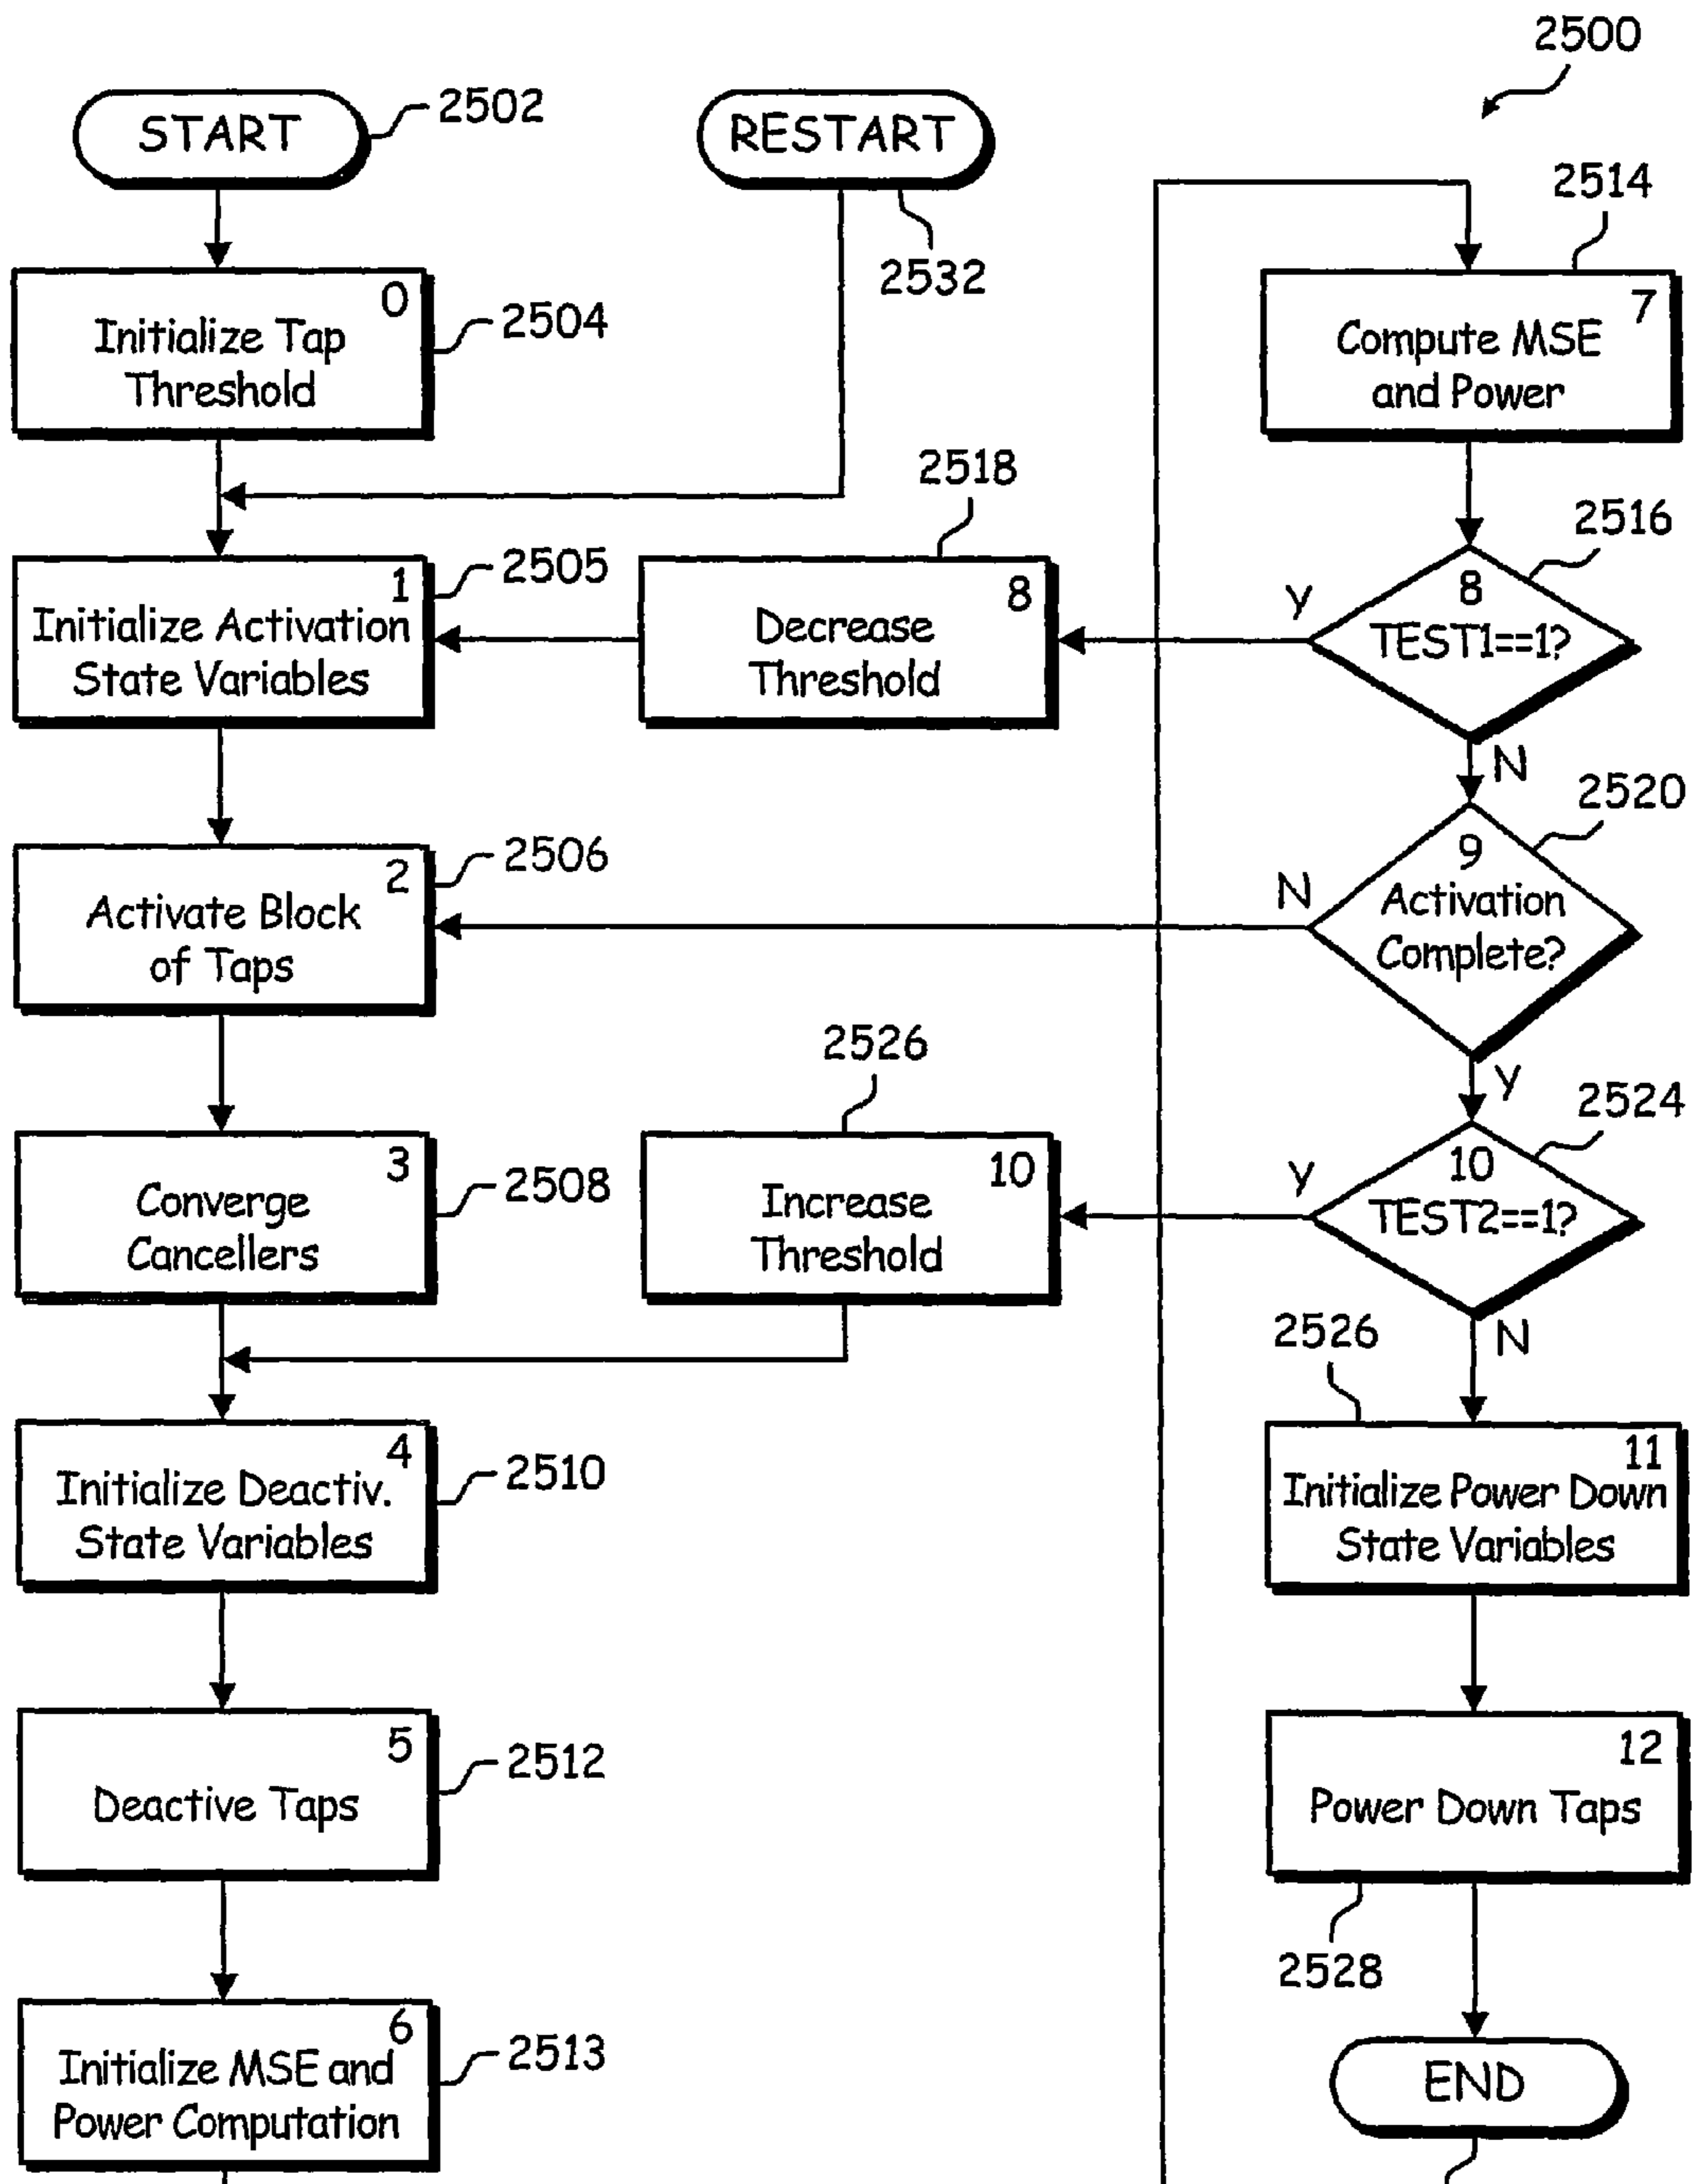 2500
START
2502
RESTART
2532
0
Initialize Tap
Threshold
2504
2514
7
Compute MSE
and Power
2518
2516
1
Initialize Activation
State Variables
2505
8
Decrease
Threshold
Y
8
TEST1==1?
N
2520
2
Activate Block
of Taps
2506
N
9
Activation
Complete?
Y
2526
2524
3
Converge
Cancellers
2508
10
Increase
Threshold
Y
10
TEST2==1?
N
2526
4
Initialize Deactiv.
State Variables
2510
11
Initialize Power Down
State Variables
5
Deactive Taps
2512
12
Power Down Taps
2528
6
Initialize MSE and
Power Computation
2513
END